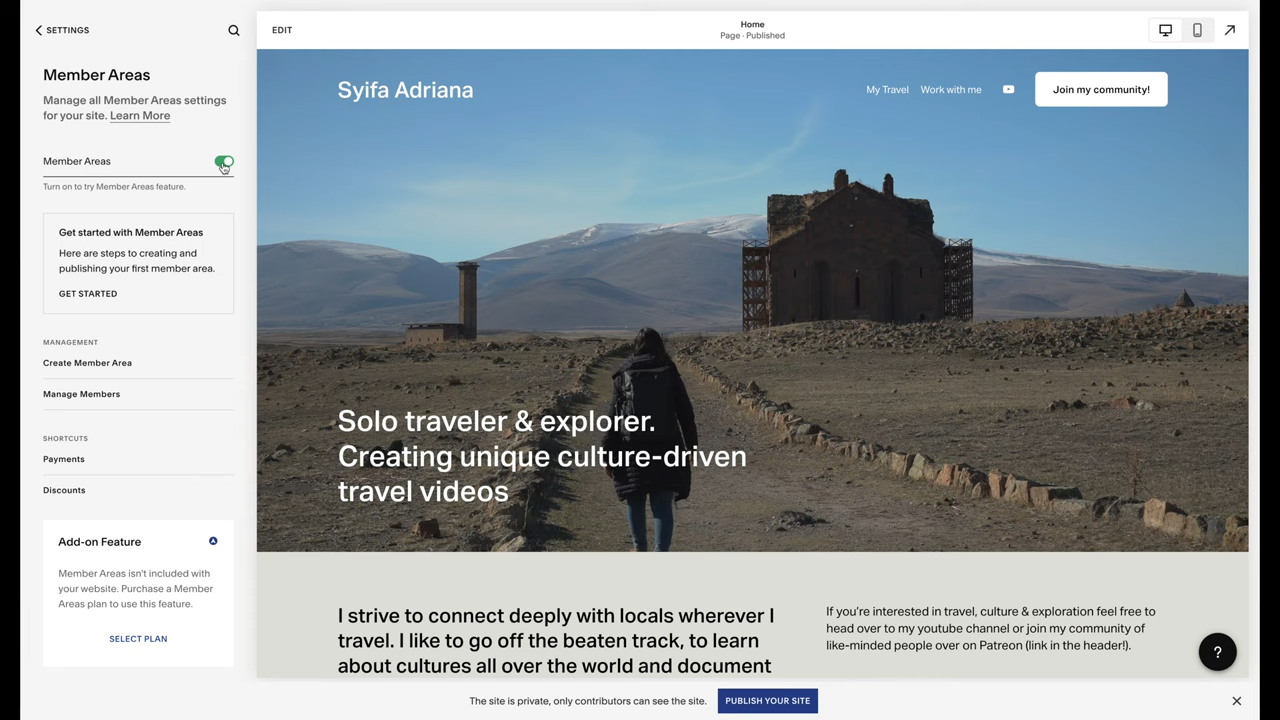 SETTINGS
Member Areas
Manage all Member Areas settings
for your site. Learn More
Member Areas
Turn on to try Member Areas feature.
Get started with Member Areas
Here are steps to creating and
publishing your first member area.
GET STARTED
MANAGEMENT
Create Member Area
Manage Members
SHORTCUTS
Payments
Discounts
Add-on Feature
A
Member Areas isn't included with
your website. Purchase a Member
Areas plan to use this feature.
SELECT PLAN
EDIT
Home
Page · Published
Syifa Adriana
My Travel Work with me
Join my community!
Solo traveler & explorer.
Creating unique culture-driven
travel videos
I strive to connect deeply with locals wherever I
travel. I like to go off the beaten track, to learn
about cultures all over the world and document
If you're interested in travel, culture & exploration feel free to
head over to my youtube channel or join my community of
like-minded people over on Patreon (link in the header!).
?
The site is private, only contributors can see the site. PUBLISH YOUR SITE